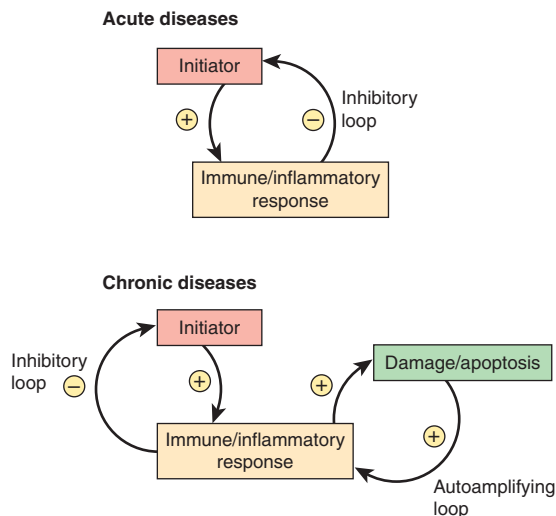 Acute diseases
Initiator
+
−
Inhibitory
loop
Immune/inflammatory
response
Chronic diseases
Initiator
Inhibitory
loop
−
+
+
Damage/apoptosis
Immune/inflammatory
response
+
Autoamplifying
loop